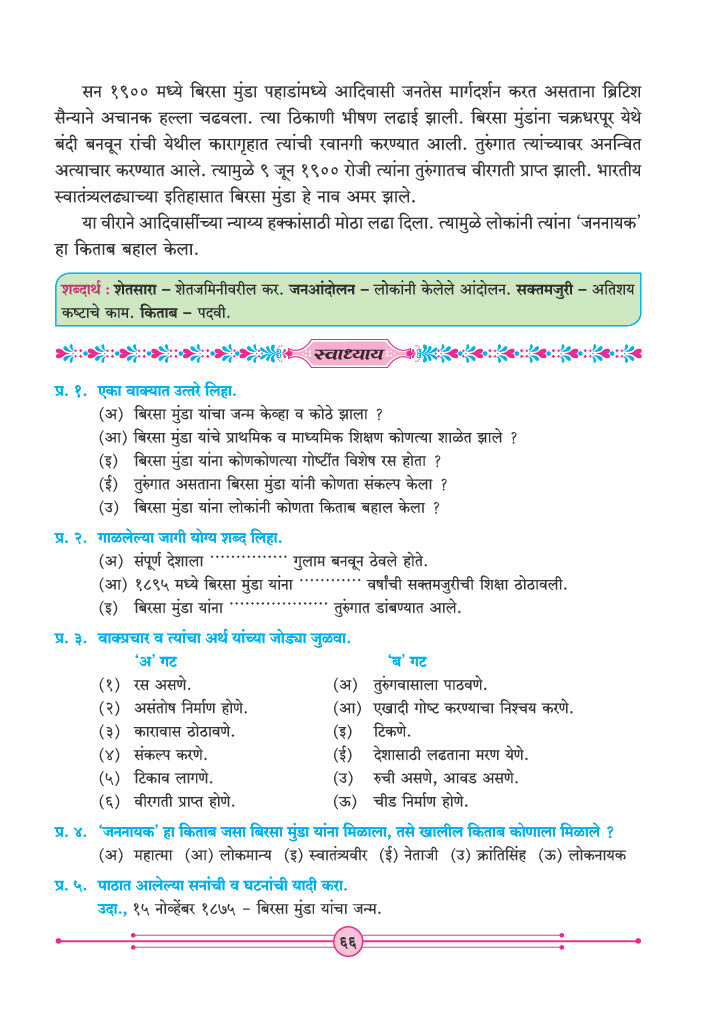 सन १९०० मध्ये बिरसा मुंडा पहाडांमध्ये आदिवासी जनतेस मार्गदर्शन करत असताना ब्रिटिश
सैन्याने अचानक हल्ला चढवला. त्या ठिकाणी भीषण लढाई झाली. बिरसा मुंडांना चक्रधरपूर येथे
बंदी बनवून रांची येथील कारागृहात त्यांची रवानगी करण्यात आली. तुरुंगात त्यांच्यावर अनन्वित
अत्याचार करण्यात आले. त्यामुळे ९ जून १९०० रोजी त्यांना तुरुंगातच वीरगती प्राप्त झाली. भारतीय
स्वातंत्र्यलढ्याच्या इतिहासात बिरसा मुंडा हे नाव अमर झाले.
या वीराने आदिवासींच्या न्याय्य हक्कांसाठी मोठा लढा दिला. त्यामुळे लोकांनी त्यांना ‘जननायक’
हा किताब बहाल केला.
शब्दार्थ : शेतसारा – शेतजमिनीवरील कर. जनआंदोलन – लोकांनी केलेले आंदोलन. सक्तमजुरी – अतिशय
कष्टाचे काम. किताब – पदवी.
स्वाध्याय
प्र. १. एका वाक्यात उत्तरे लिहा.
(अ) बिरसा मुंडा यांचा जन्म केव्हा व कोठे झाला ?
(आ) बिरसा मुंडा यांचे प्राथमिक व माध्यमिक शिक्षण कोणत्या शाळेत झाले ?
(इ) बिरसा मुंडा यांना कोणकोणत्या गोष्टींत विशेष रस होता ?
(ई) तुरुंगात असताना बिरसा मुंडा यांनी कोणता संकल्प केला ?
(उ) बिरसा मुंडा यांना लोकांनी कोणता किताब बहाल केला ?
प्र. २. गाळलेल्या जागी योग्य शब्द लिहा.
(अ) संपूर्ण देशाला ............... गुलाम बनवून ठेवले होते.
(आ) १८९५ मध्ये बिरसा मुंडा यांना ............ वर्षांची सक्तमजुरीची शिक्षा ठोठावली.
(इ) बिरसा मुंडा यांना ................... तुरुंगात डांबण्यात आले.
प्र. ३. वाक्प्रचार व त्यांचा अर्थ यांच्या जोड्या जुळवा.
‘अ’ गट ‘ब’ गट
(१) रस असणे. (अ) तुरुंगवासाला पाठवणे.
(२) असंतोष निर्माण होणे. (आ) एखादी गोष्ट करण्याचा निश्चय करणे.
(३) कारावास ठोठावणे. (इ) टिकणे.
(४) संकल्प करणे. (ई) देशासाठी लढताना मरण येणे.
(५) टिकाव लागणे. (उ) रुची असणे, आवड असणे.
(६) वीरगती प्राप्त होणे. (ऊ) चीड निर्माण होणे.
प्र. ४. ‘जननायक’ हा किताब जसा बिरसा मुंडा यांना मिळाला, तसे खालील किताब कोणाला मिळाले ?
(अ) महात्मा (आ) लोकमान्य (इ) स्वातंत्र्यवीर (ई) नेताजी (उ) क्रांतिसिंह (ऊ) लोकनायक
प्र. ५. पाठात आलेल्या सनांची व घटनांची यादी करा.
उदा., १५ नोव्हेंबर १८७५ – बिरसा मुंडा यांचा जन्म.
६६